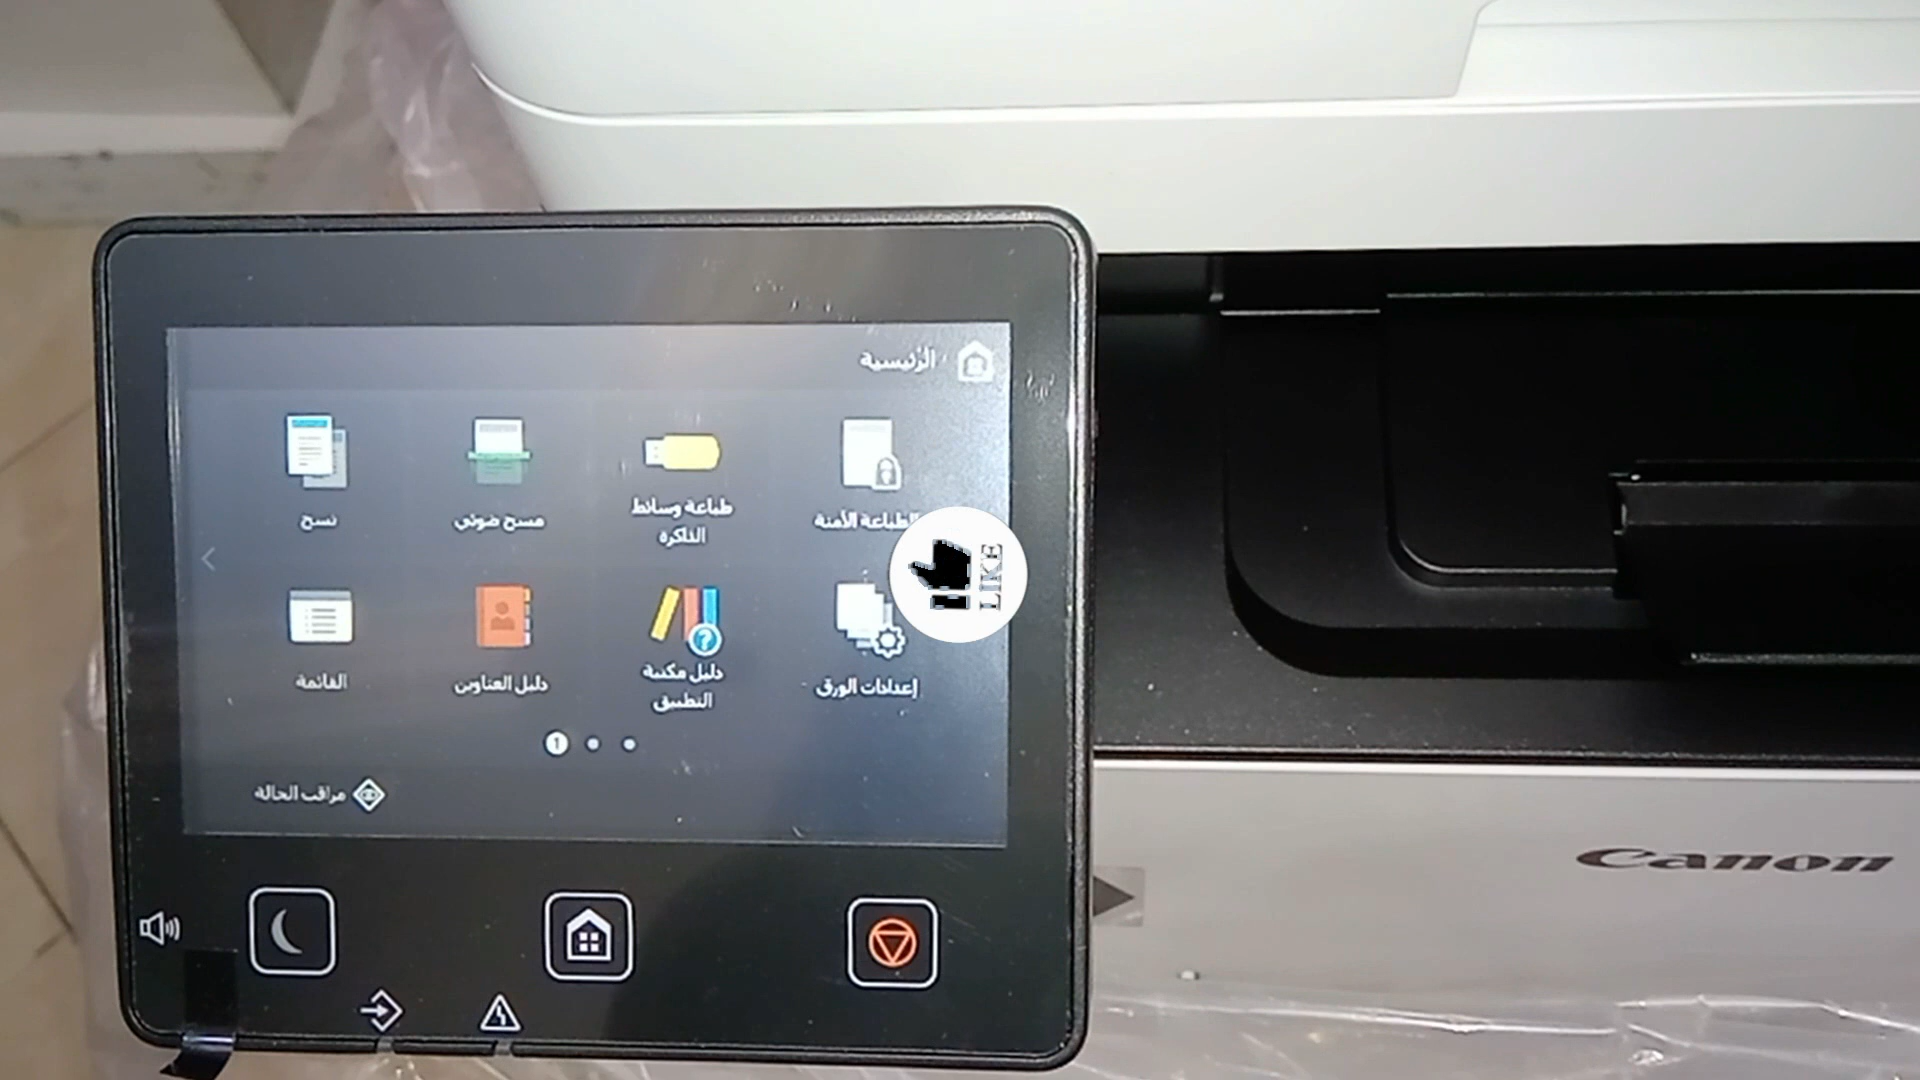 الرئيسية
الطباعة الآمنة
طباعة وسائط
الذاكرة
مسح ضوئي
نسخ
إعدادات الورق
دليل مكتبة
التطبيق
دليل العناوين
القائمة
1
مراقب الحالة
LIKE
Canon